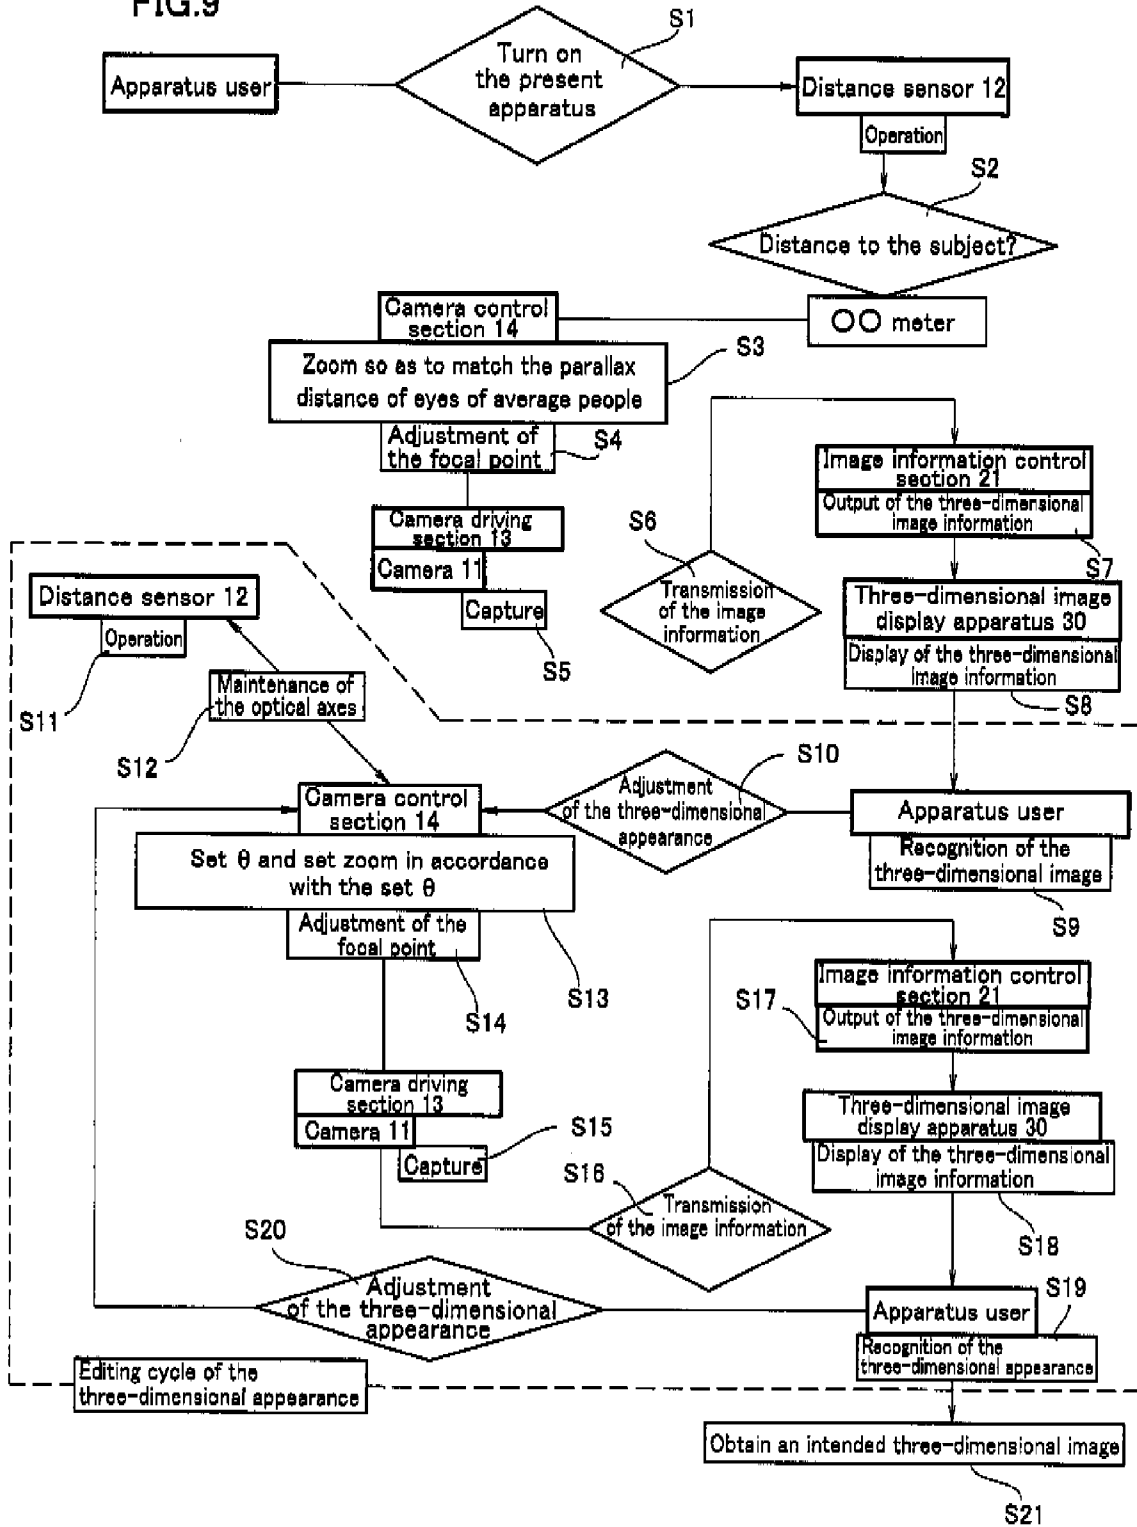 FIG.9
S1
Turn on
the present
apparatus
Apparatus user
Distance sensor 12
Operation
S2
Distance to the subject?
○○ meter
Camera control
section 14
S3
Zoom so as to match the parallax
distance of eyes of average people
Adjustment of
the focal point
S4
Camera driving
section 13
Camera 11
Capture
S5
S6
Transmission
of the image
information
Image information control
section 21
Output of the three-dimensional
image information
S7
Three-dimensional image
display apparatus 30
Display of the three-dimensional
image information
S8
Distance sensor 12
Operation
S11
Maintenance of
the optical axes
S12
S10
Adjustment
of the three-dimensional
appearance
Apparatus user
Recognition of the
three-dimensional image
S9
Camera control
section 14
Set θ and set zoom in accordance
with the set θ
Adjustment of the
focal point
S13
S14
Camera driving
section 13
Camera 11
Capture
S15
S16
Transmission
of the image information
Image information control
section 21
S17
Output of the three-dimensional
image information
Three-dimensional image
display apparatus 30
Display of the three-dimensional
image information
S18
S20
Adjustment
of the three-dimensional
appearance
S19
Apparatus user
Recognition of the
three-dimensional appearance
Editing cycle of the
three-dimensional appearance
Obtain an intended three-dimensional image
S21